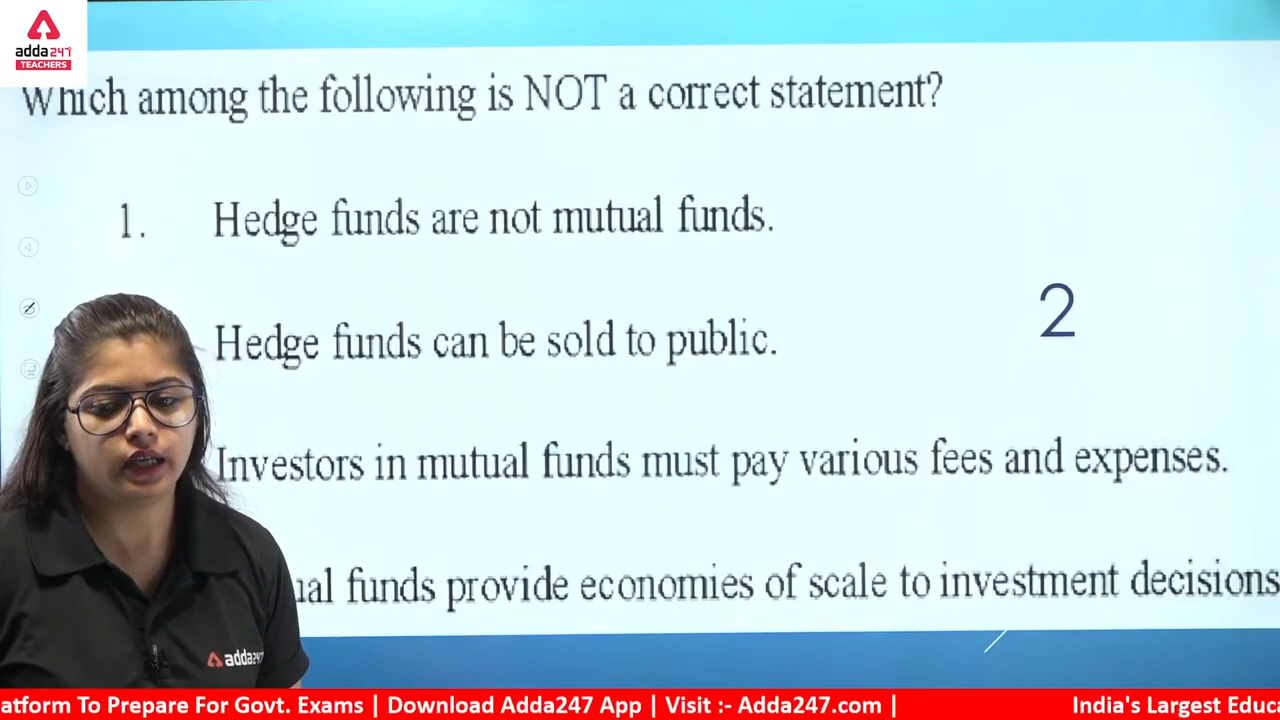 adda247
TEACHERS
Which among the following is NOT a correct statement?
1. Hedge funds are not mutual funds.
2
Hedge funds can be sold to public.
Investors in mutual funds must pay various fees and expenses.
funds provide economies of scale to investment decisions
adda247
To Prepare For Govt. Exams | Download Adda247 App | Visit :- Adda247.com | India's Largest